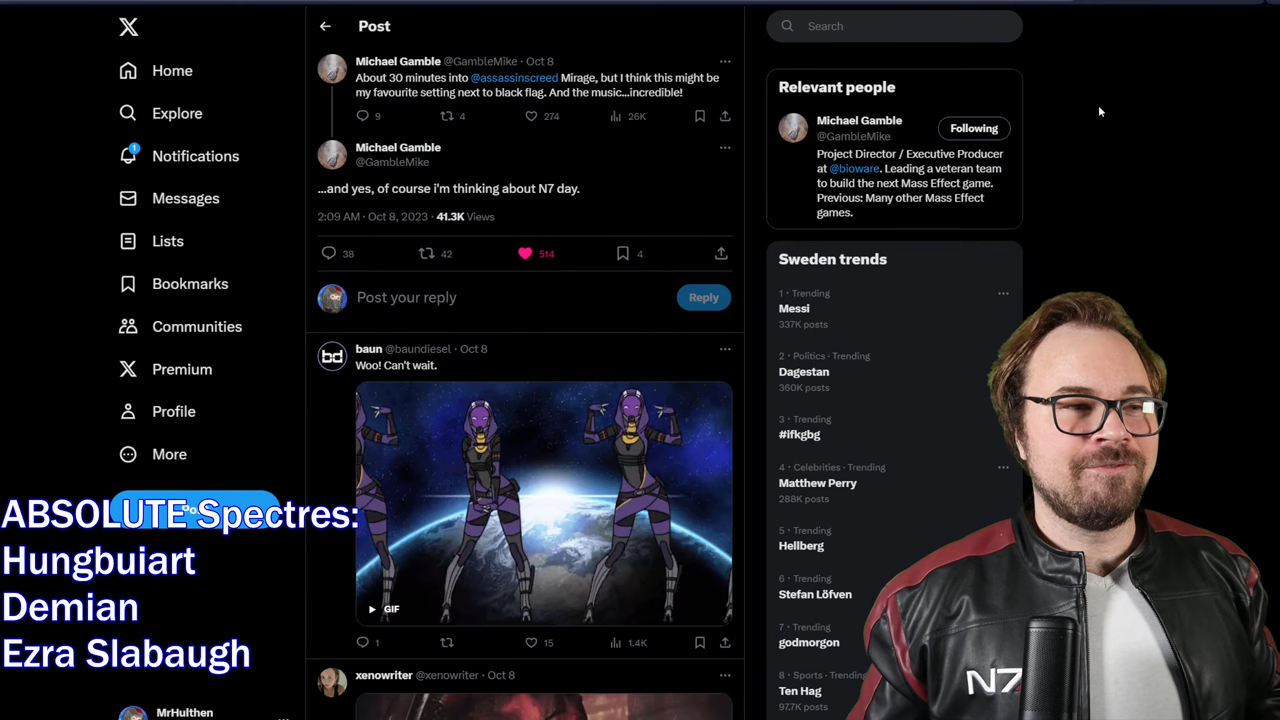 Home
Explore
1
Notifications
Messages
Lists
Bookmarks
Communities
Premium
Profile
More
MrHulthen
ABSOLUTE Spectres:
Hungbuiart
Demian
Ezra Slabaugh
Post
Michael Gamble @GambleMike · Oct 8
About 30 minutes into @assassinscreed Mirage, but I think this might be
my favourite setting next to black flag. And the music...incredible!
9 4 274 26K
Michael Gamble
@GambleMike
...and yes, of course i'm thinking about N7 day.
2:09 AM · Oct 8, 2023 · 41.3K Views
38 42 514 4
Post your reply
Reply
baun @baundiesel · Oct 8
bd
Woo! Can't wait.
GIF
1 15 1.4K
xenowriter @xenowriter · Oct 8
Search
Relevant people
Michael Gamble
@GambleMike
Following
Project Director / Executive Producer
at @bioware. Leading a veteran team
to build the next Mass Effect game.
Previous: Many other Mass Effect
games.
Sweden trends
1 · Trending
Messi
337K posts
2 · Politics · Trending
Dagestan
360K posts
3 · Trending
#ifkgbg
4 · Celebrities · Trending
Matthew Perry
288K posts
5 · Trending
Hellberg
6 · Trending
Stefan Löfven
7 · Trending
godmorgon
8 · Sports · Trending
Ten Hag
97.7K posts
N7